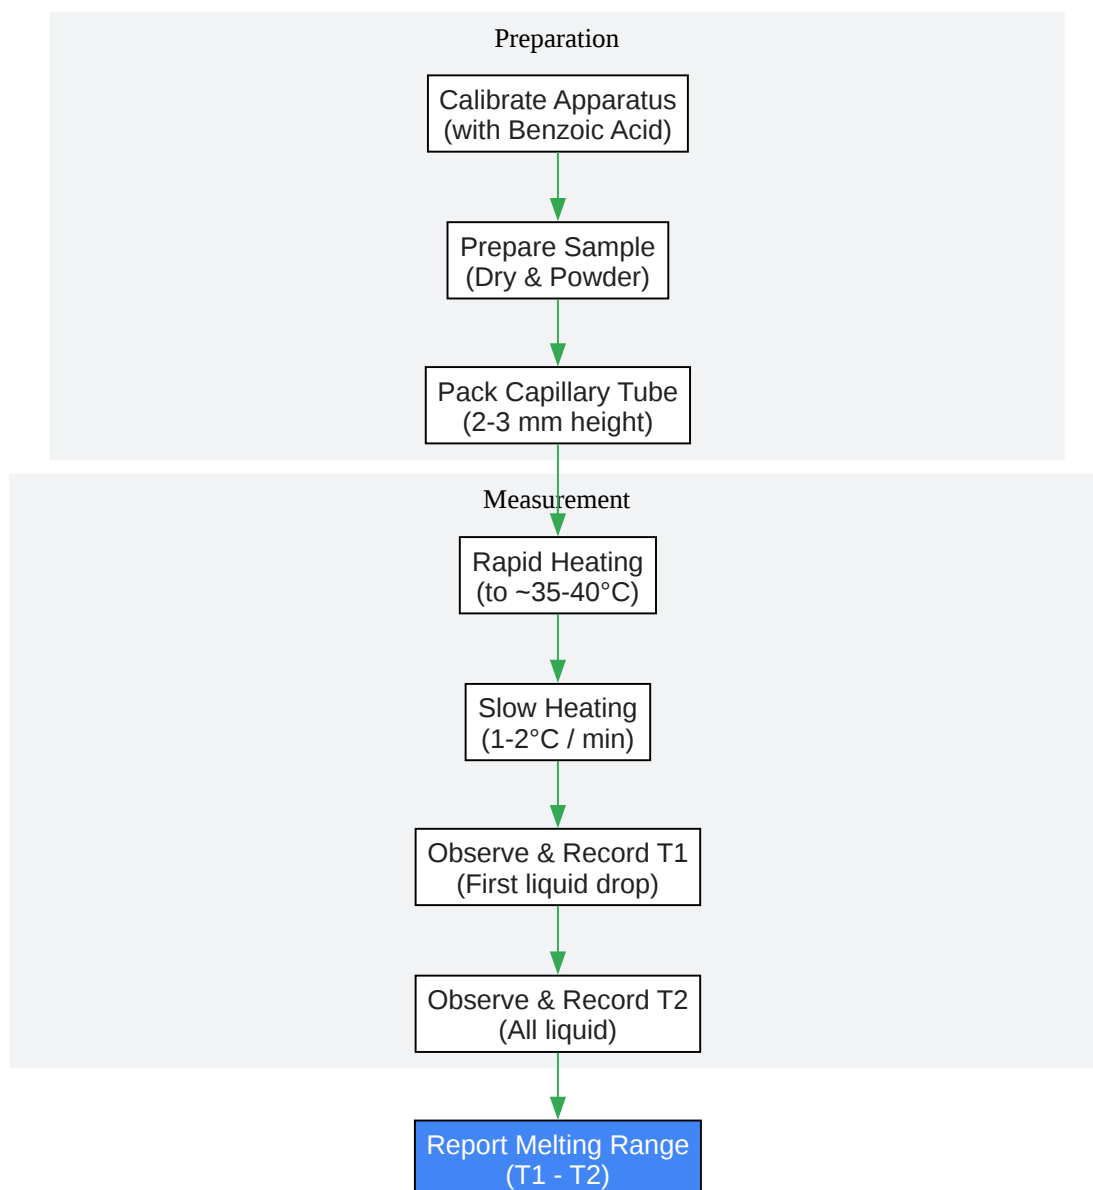 Preparation
Calibrate Apparatus
(with Benzoic Acid)
Prepare Sample
(Dry & Powder)
Pack Capillary Tube
(2-3 mm height)
Measurement
Rapid Heating
(to ~35-40°C)
Slow Heating
(1-2°C / min)
Observe & Record T1
(First liquid drop)
Observe & Record T2
(All liquid)
Report Melting Range
(T1 - T2)